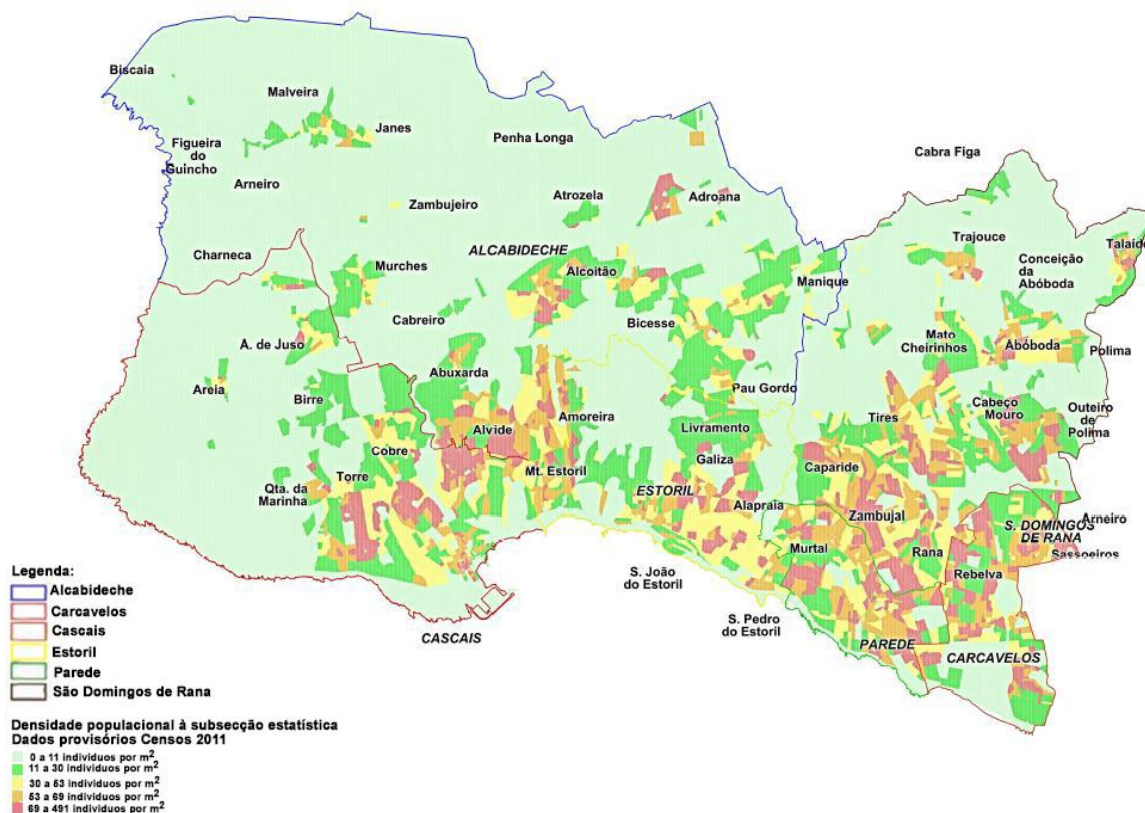 Biscaia
Malveira
Janes
Penha Longa
Figueira
do
Guincho
Arneiro
Cabra Figa
Zambujeiro
Atrozela
Adroana
Charneca
ALCABIDECHE
Trajouce
Talaíde
Murches
Alcoitão
Conceição
da
Abóboda
Manique
Cabreiro
Bicesse
A. de Juso
Mato
Cheirinhos
Abóboda
Polima
Areia
Abuxarda
Pau Gordo
Birre
Amoreira
Tires
Cabeço
Mouro
Outeiro
de
Polima
Alvide
Livramento
Cobre
Galiza
Mt. Estoril
Caparide
Torre
Qta. da
Marinha
ESTORIL
Alapraia
Zambujal
Arneiro
S. DOMINGOS
DE RANA
Murtal
Rana
Sassoeiros
Rebelva
S. João
do Estoril
S. Pedro
do Estoril
CASCAIS
PAREDE
CARCAVELOS
Legenda:
Alcabideche
Carcavelos
Cascais
Estoril
Parede
São Domingos de Rana
Densidade populacional à subsecção estatística
Dados provisórios Censos 2011
0 a 11 individuos por m²
11 a 30 individuos por m²
30 a 53 individuos por m²
53 a 69 individuos por m²
69 a 491 individuos por m²